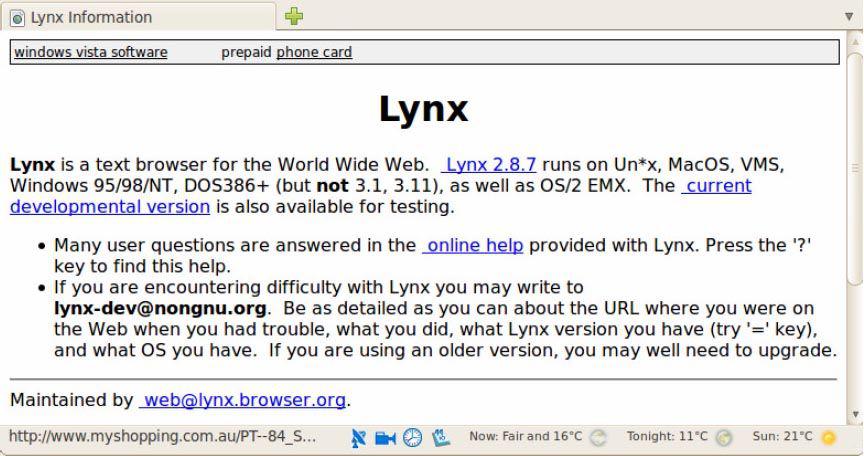 Lynx Information
windows vista software prepaid phone card
Lynx
Lynx is a text browser for the World Wide Web. Lynx 2.8.7 runs on Un*x, MacOS, VMS,
Windows 95/98/NT, DOS386+ (but not 3.1, 3.11), as well as OS/2 EMX. The current
developmental version is also available for testing.
• Many user questions are answered in the online help provided with Lynx. Press the '?'
key to find this help.
• If you are encountering difficulty with Lynx you may write to
lynx-dev@nongnu.org. Be as detailed as you can about the URL where you were on
the Web when you had trouble, what you did, what Lynx version you have (try '=' key),
and what OS you have. If you are using an older version, you may well need to upgrade.
Maintained by web@lynx.browser.org.
http://www.myshopping.com.au/PT--84_S... Now: Fair and 16°C Tonight: 11°C Sun: 21°C